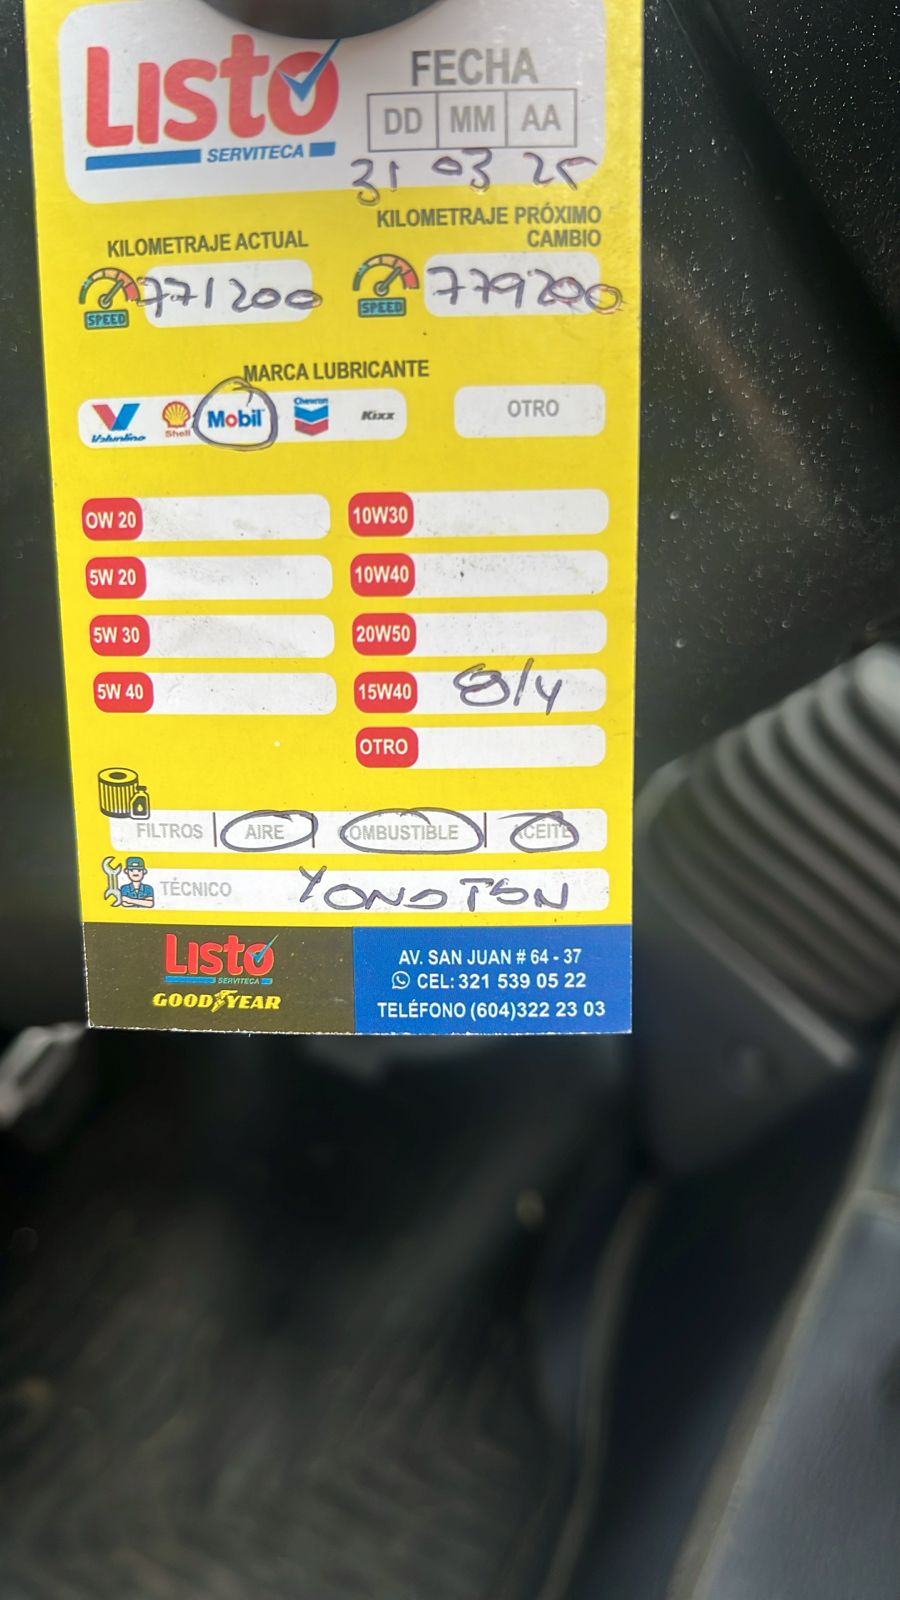 Listo
SERVITECA
FECHA
DD MM AA
31 03 25
KILOMETRAJE ACTUAL
KILOMETRAJE PRÓXIMO
CAMBIO
SPEED 771200
SPEED 779200
MARCA LUBRICANTE
Valvoline Shell Mobil Chevron Kixx OTRO
0W 20 10W30
5W 20 10W40
5W 30 20W50
5W 40 15W40 8/4
OTRO
FILTROS AIRE COMBUSTIBLE ACEITE
TÉCNICO YONOTSN
Listo
SERVITECA
GOODYEAR
AV. SAN JUAN # 64 - 37
CEL: 321 539 05 22
TELÉFONO (604)322 23 03